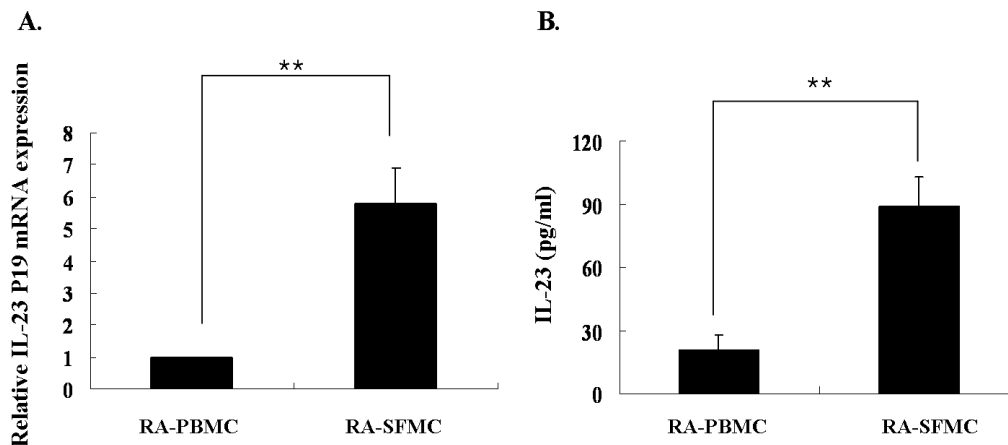 A.
Relative IL-23 P19 mRNA expression
**
8
7
6
5
4
3
2
1
0
RA-PBMC
RA-SFMC
B.
IL-23 (pg/ml)
**
120
90
60
30
0
RA-PBMC
RA-SFMC